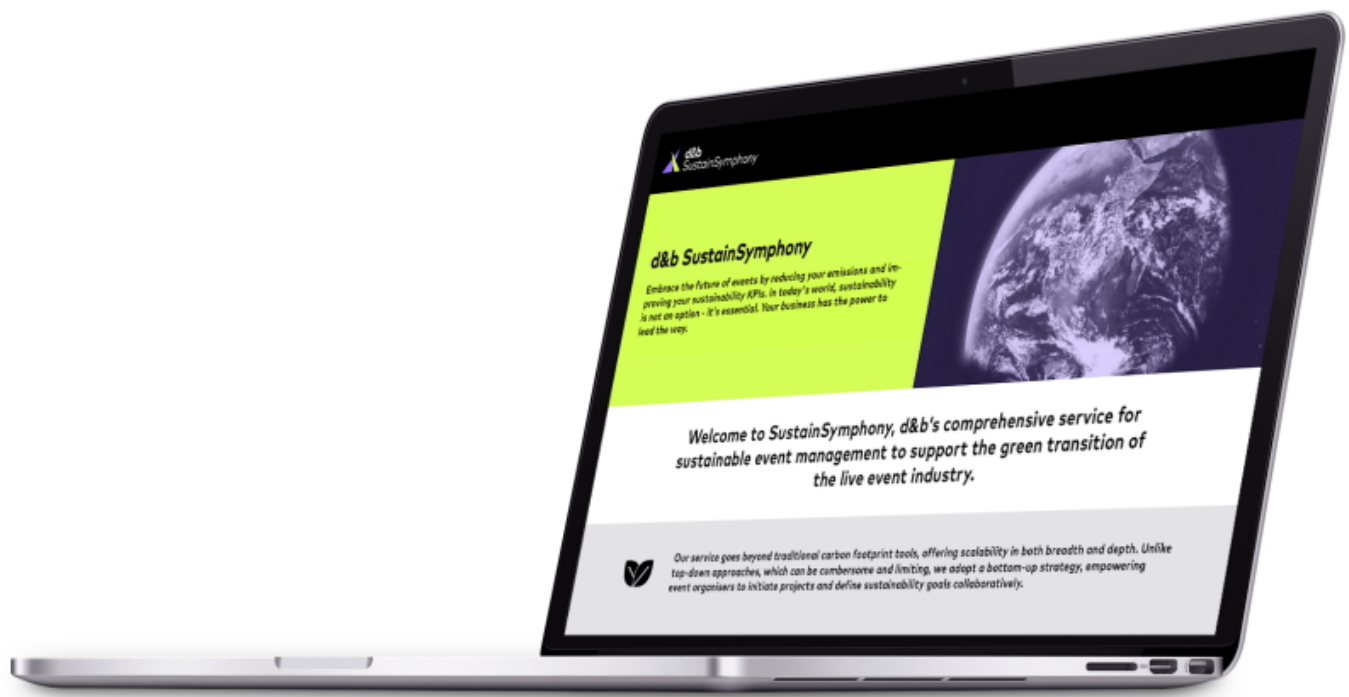 d&b
SustainSymphony
d&b SustainSymphony
Embrace the future of events by reducing your emissions and im-
proving your sustainability KPIs. In today's world, sustainability
is not an option - it's essential. Your business has the power to
lead the way.
Welcome to SustainSymphony, d&b's comprehensive service for
sustainable event management to support the green transition of
the live event industry.
Our service goes beyond traditional carbon footprint tools, offering scalability in both breadth and depth. Unlike
top-down approaches, which can be cumbersome and limiting, we adopt a bottom-up strategy, empowering
event organisers to initiate projects and define sustainability goals collaboratively.